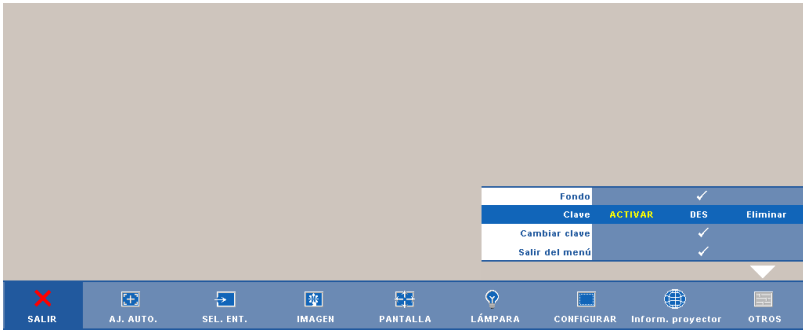 Fondo
Clave ACTIVAR DES Eliminar
Cambiar clave
Salir del menú
SALIR AJ. AUTO. SEL. ENT. IMAGEN PANTALLA LÁMPARA CONFIGURAR Inform. proyector OTROS